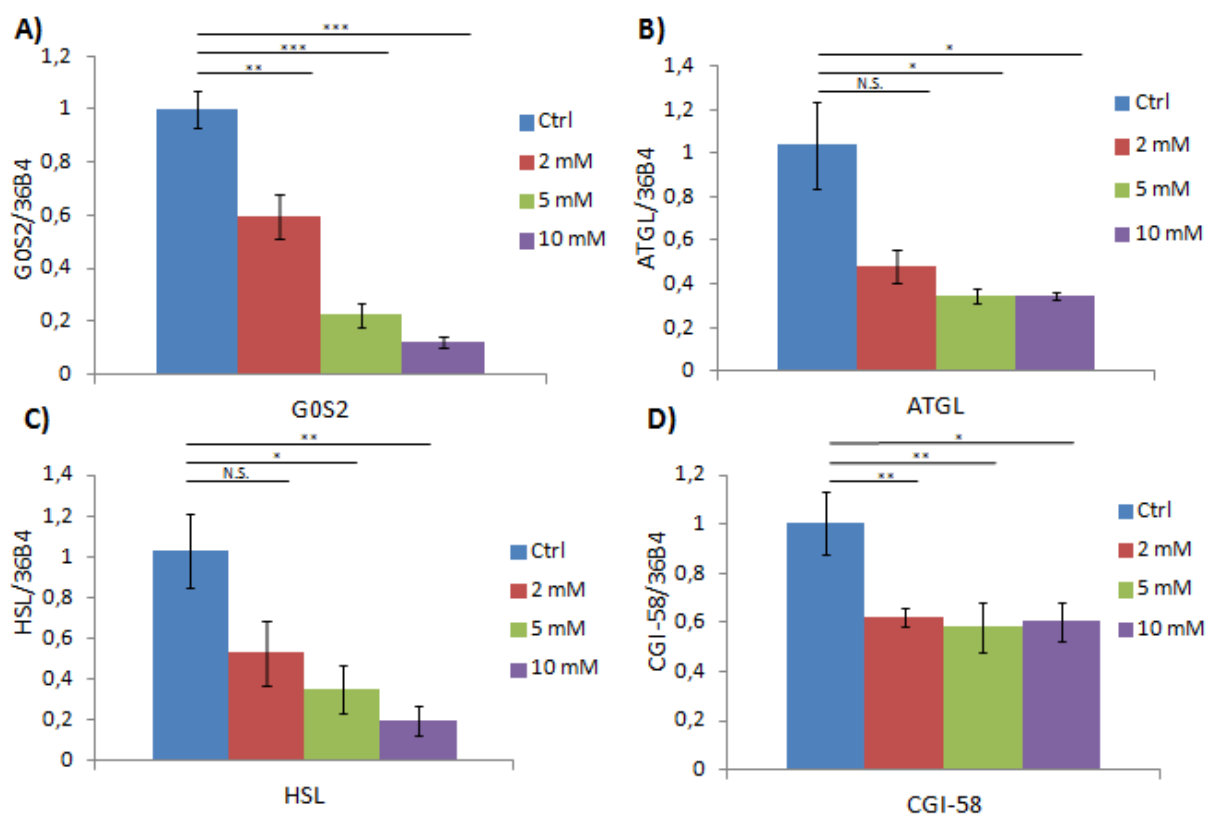 A)
***
***
**
1,2
1
0,8
0,6
0,4
0,2
0
G0S2/36B4
G0S2
Ctrl
2 mM
5 mM
10 mM
B)
*
*
N.S.
1,4
1,2
1
0,8
0,6
0,4
0,2
0
ATGL/36B4
ATGL
Ctrl
2 mM
5 mM
10 mM
C)
**
*
N.S.
1,4
1,2
1
0,8
0,6
0,4
0,2
0
HSL/36B4
HSL
Ctrl
2 mM
5 mM
10 mM
D)
*
**
**
1,2
1
0,8
0,6
0,4
0,2
0
CGI-58/36B4
CGI-58
Ctrl
2 mM
5 mM
10 mM